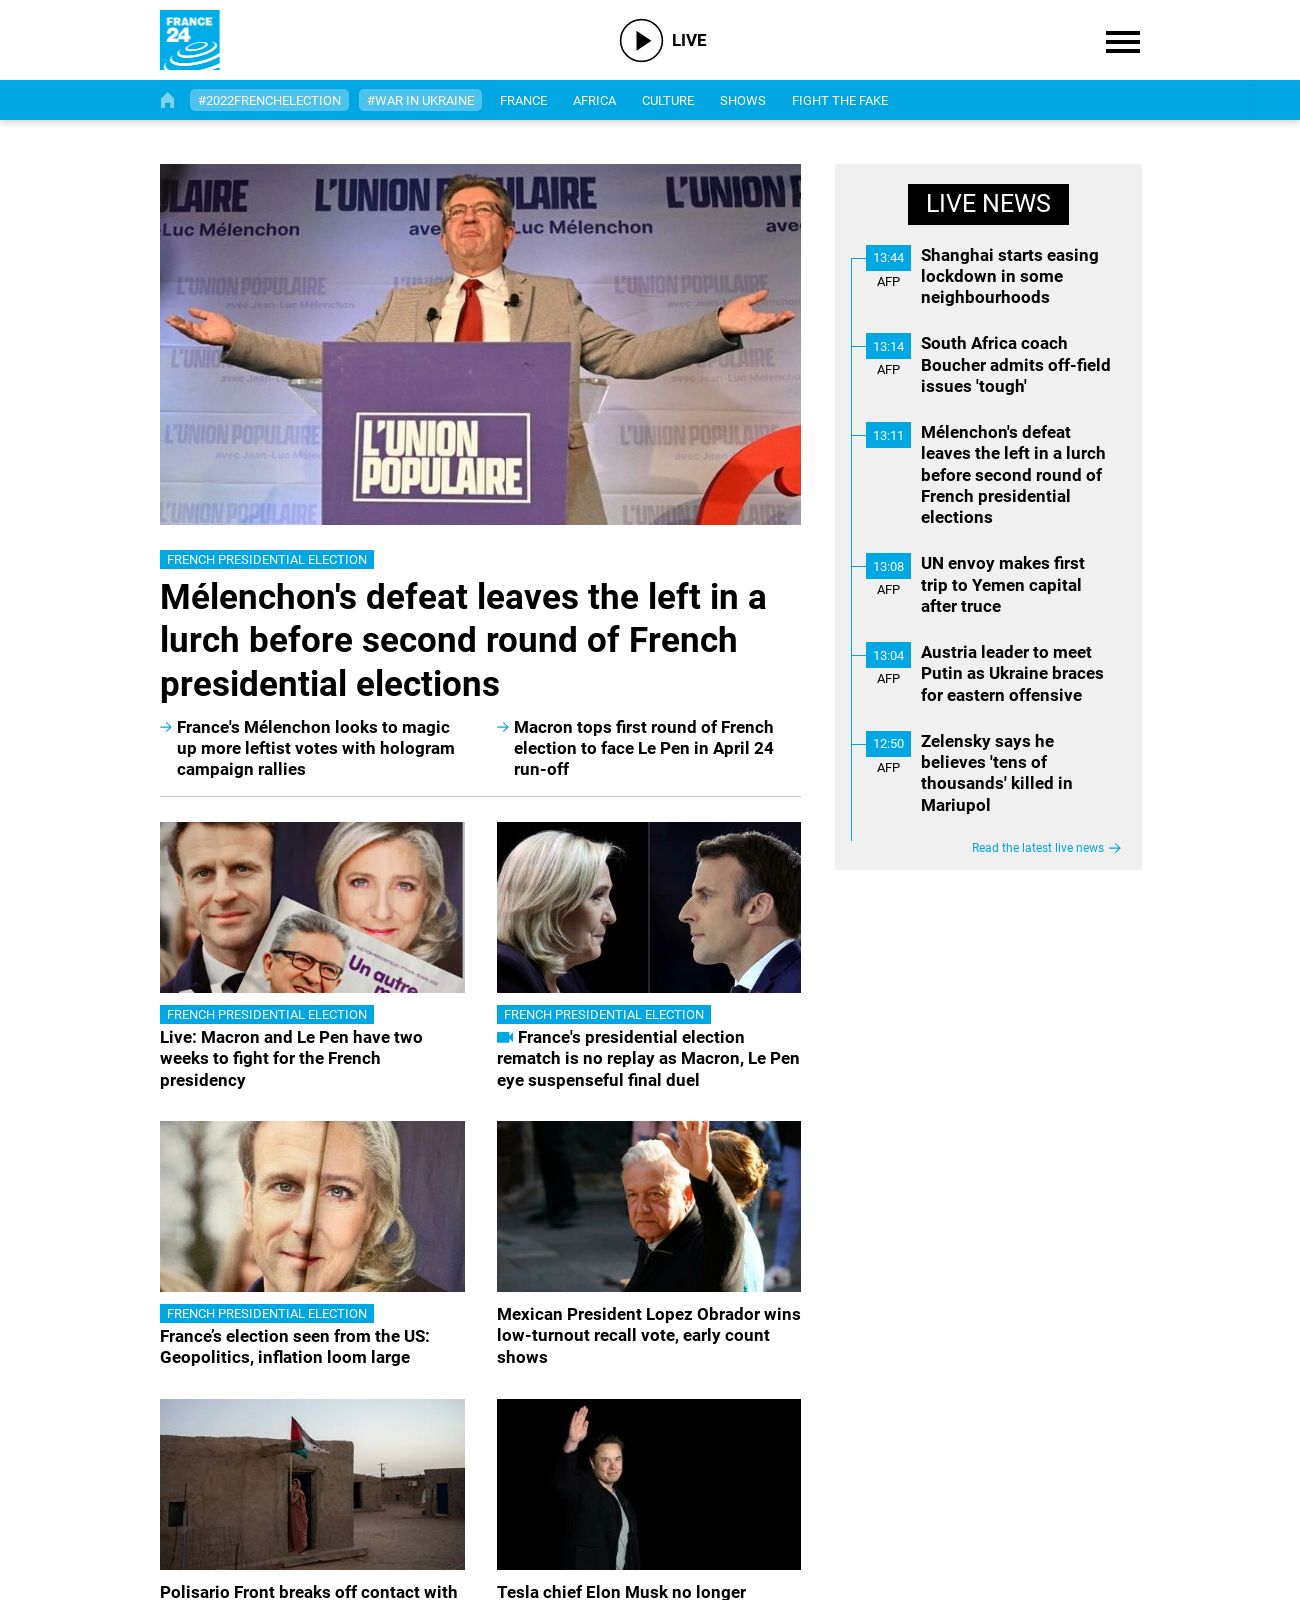 FRANCE
24
LIVE
#2022FRENCHELECTION
#WAR IN UKRAINE
FRANCE
AFRICA
CULTURE
SHOWS
FIGHT THE FAKE
L'UNION POPULAIRE
avec Jean-Luc Mélenchon
L'UNION
POPULAIRE
FRENCH PRESIDENTIAL ELECTION
Mélenchon's defeat leaves the left in a
lurch before second round of French
presidential elections
France's Mélenchon looks to magic
up more leftist votes with hologram
campaign rallies
Macron tops first round of French
election to face Le Pen in April 24
run-off
Un autre
FRENCH PRESIDENTIAL ELECTION
Live: Macron and Le Pen have two
weeks to fight for the French
presidency
FRENCH PRESIDENTIAL ELECTION
France's presidential election
rematch is no replay as Macron, Le Pen
eye suspenseful final duel
FRENCH PRESIDENTIAL ELECTION
France’s election seen from the US:
Geopolitics, inflation loom large
Mexican President Lopez Obrador wins
low-turnout recall vote, early count
shows
Polisario Front breaks off contact with
Tesla chief Elon Musk no longer
LIVE NEWS
13:44
AFP
Shanghai starts easing
lockdown in some
neighbourhoods
13:14
AFP
South Africa coach
Boucher admits off-field
issues 'tough'
13:11
Mélenchon's defeat
leaves the left in a lurch
before second round of
French presidential
elections
13:08
AFP
UN envoy makes first
trip to Yemen capital
after truce
13:04
AFP
Austria leader to meet
Putin as Ukraine braces
for eastern offensive
12:50
AFP
Zelensky says he
believes 'tens of
thousands' killed in
Mariupol
Read the latest live news